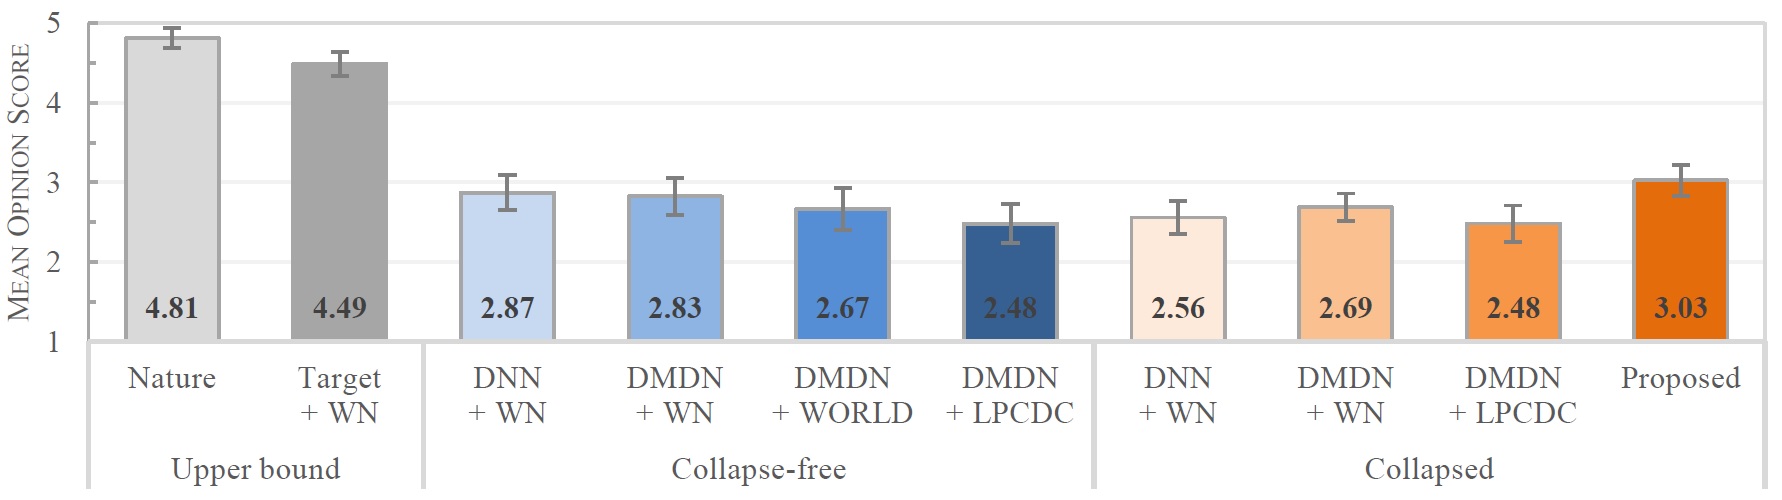 MEAN OPINION SCORE
5
4
3
2
1
4.81
4.49
2.87
2.83
2.67
2.48
2.56
2.69
2.48
3.03
Nature
Target
+ WN
DNN
+ WN
DMDN
+ WN
DMDN
+ WORLD
DMDN
+ LPCDC
DNN
+ WN
DMDN
+ WN
DMDN
+ LPCDC
Proposed
Upper bound
Collapse-free
Collapsed